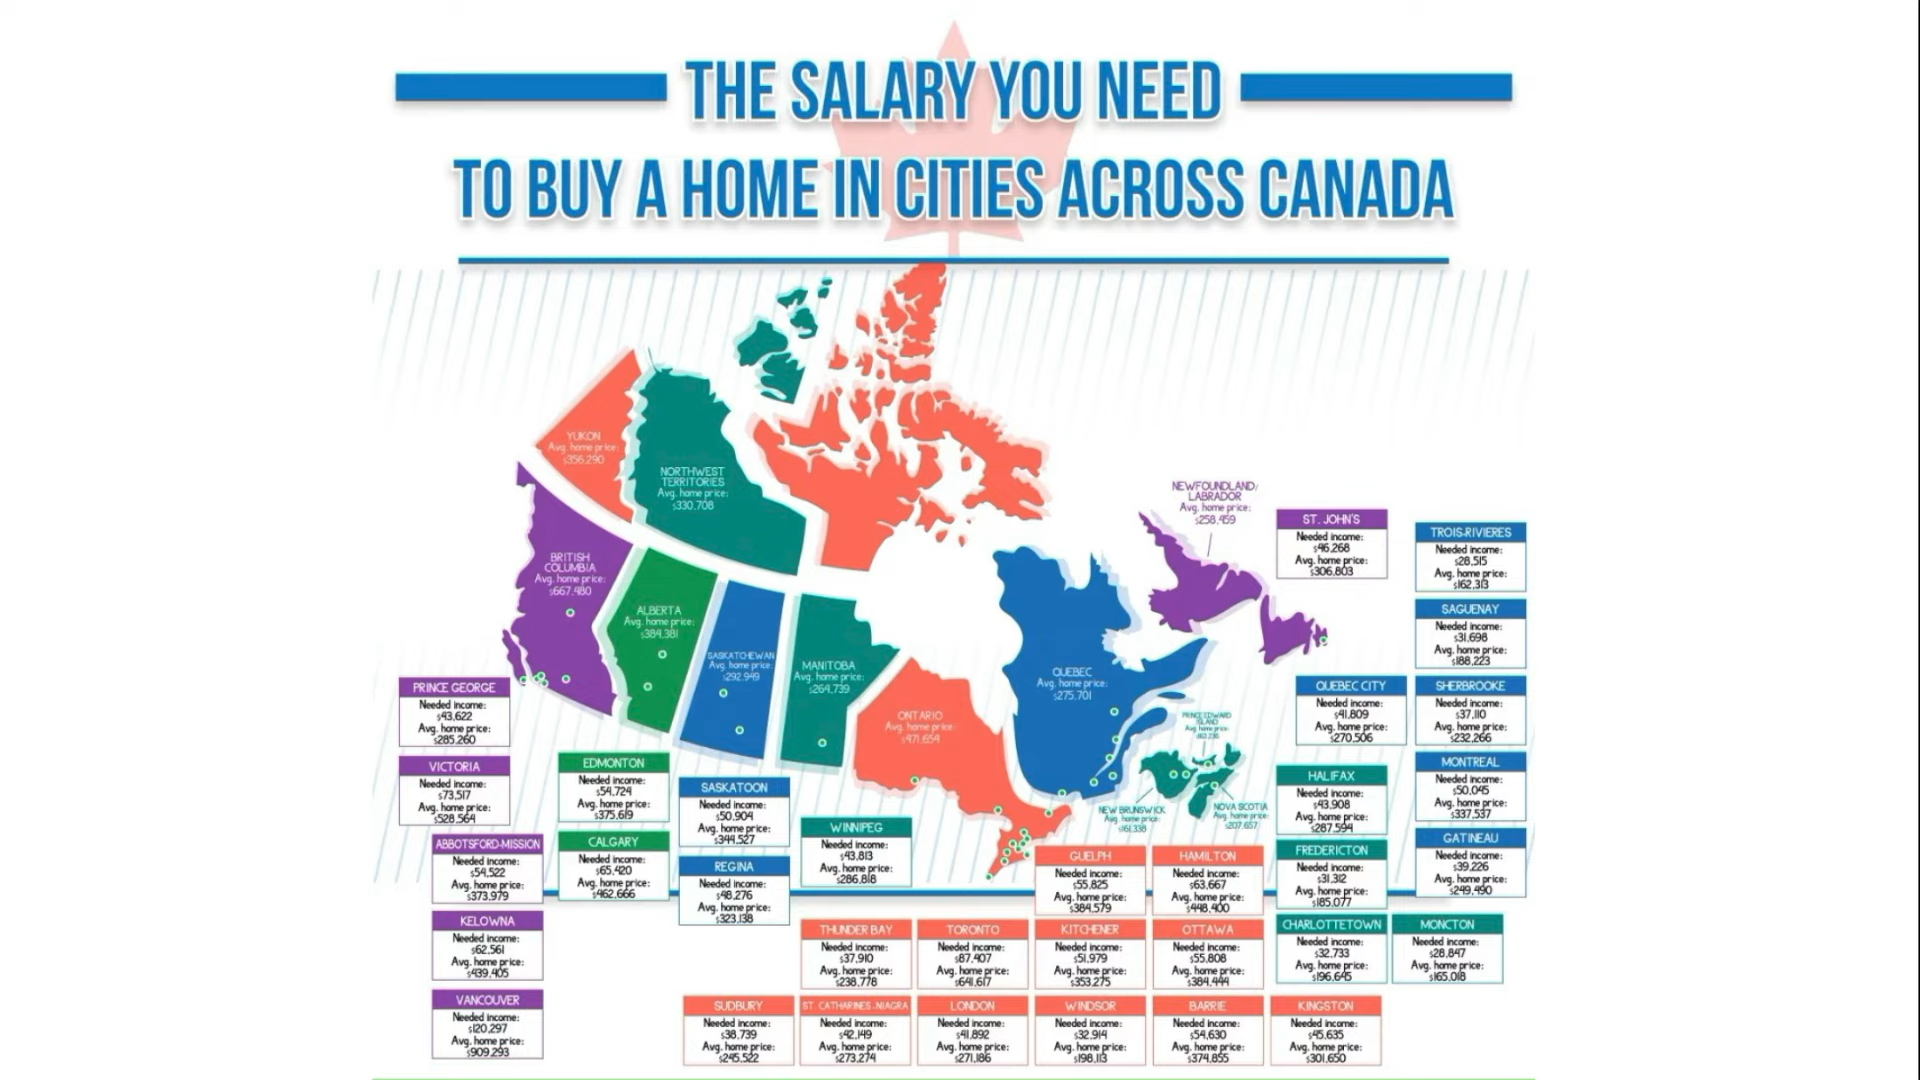 THE SALARY YOU NEED
TO BUY A HOME IN CITIES ACROSS CANADA
YUKON
Avg. home price:
$356,290
NORTHWEST
TERRITORIES
Avg. home price:
$330,708
BRITISH
COLUMBIA
Avg. home price:
$667,480
ALBERTA
Avg. home price:
$384,381
SASKATCHEWAN
Avg. home price:
$292,949
MANITOBA
Avg. home price:
$264,739
ONTARIO
Avg. home price:
$471,654
QUEBEC
Avg. home price:
$275,701
NEWFOUNDLAND/
LABRADOR
Avg. home price:
$258,459
PRINCE EDWARD
ISLAND
Avg. home price:
NEW BRUNSWICK
Avg. home price:
$161,338
NOVA SCOTIA
Avg. home price:
$207,657
ST. JOHN'S
Needed income:
$46,268
Avg. home price:
$306,803
TROIS-RIVIERES
Needed income:
$28,515
Avg. home price:
$162,313
SAGUENAY
Needed income:
$31,698
Avg. home price:
$188,223
QUEBEC CITY
Needed income:
$41,809
Avg. home price:
$270,506
SHERBROOKE
Needed income:
$37,110
Avg. home price:
$232,266
PRINCE GEORGE
Needed income:
$43,622
Avg. home price:
$285,260
VICTORIA
Needed income:
$73,517
Avg. home price:
$528,564
EDMONTON
Needed income:
$54,724
Avg. home price:
$375,619
SASKATOON
Needed income:
$50,904
Avg. home price:
$344,527
HALIFAX
Needed income:
$43,908
Avg. home price:
$287,594
MONTREAL
Needed income:
$50,045
Avg. home price:
$337,537
ABBOTSFORD-MISSION
Needed income:
$54,522
Avg. home price:
$373,979
CALGARY
Needed income:
$65,420
Avg. home price:
$462,666
REGINA
Needed income:
$48,276
Avg. home price:
$323,138
WINNIPEG
Needed income:
$43,813
Avg. home price:
$286,818
GUELPH
Needed income:
$55,825
Avg. home price:
$384,579
HAMILTON
Needed income:
$63,667
Avg. home price:
$448,400
FREDERICTON
Needed income:
$31,312
Avg. home price:
$185,077
GATINEAU
Needed income:
$39,226
Avg. home price:
$249,490
KELOWNA
Needed income:
$62,561
Avg. home price:
$439,405
THUNDER BAY
Needed income:
$37,910
Avg. home price:
$238,778
TORONTO
Needed income:
$87,407
Avg. home price:
$641,617
KITCHENER
Needed income:
$51,979
Avg. home price:
$353,275
OTTAWA
Needed income:
$55,808
Avg. home price:
$384,444
CHARLOTTETOWN
Needed income:
$32,733
Avg. home price:
$196,645
MONCTON
Needed income:
$28,847
Avg. home price:
$165,018
VANCOUVER
Needed income:
$120,297
Avg. home price:
$909,293
SUDBURY
Needed income:
$38,739
Avg. home price:
$245,522
ST. CATHARINES-NIAGRA
Needed income:
$42,149
Avg. home price:
$273,274
LONDON
Needed income:
$41,892
Avg. home price:
$271,186
WINDSOR
Needed income:
$32,914
Avg. home price:
$198,113
BARRIE
Needed income:
$54,630
Avg. home price:
$374,855
KINGSTON
Needed income:
$45,635
Avg. home price:
$301,650